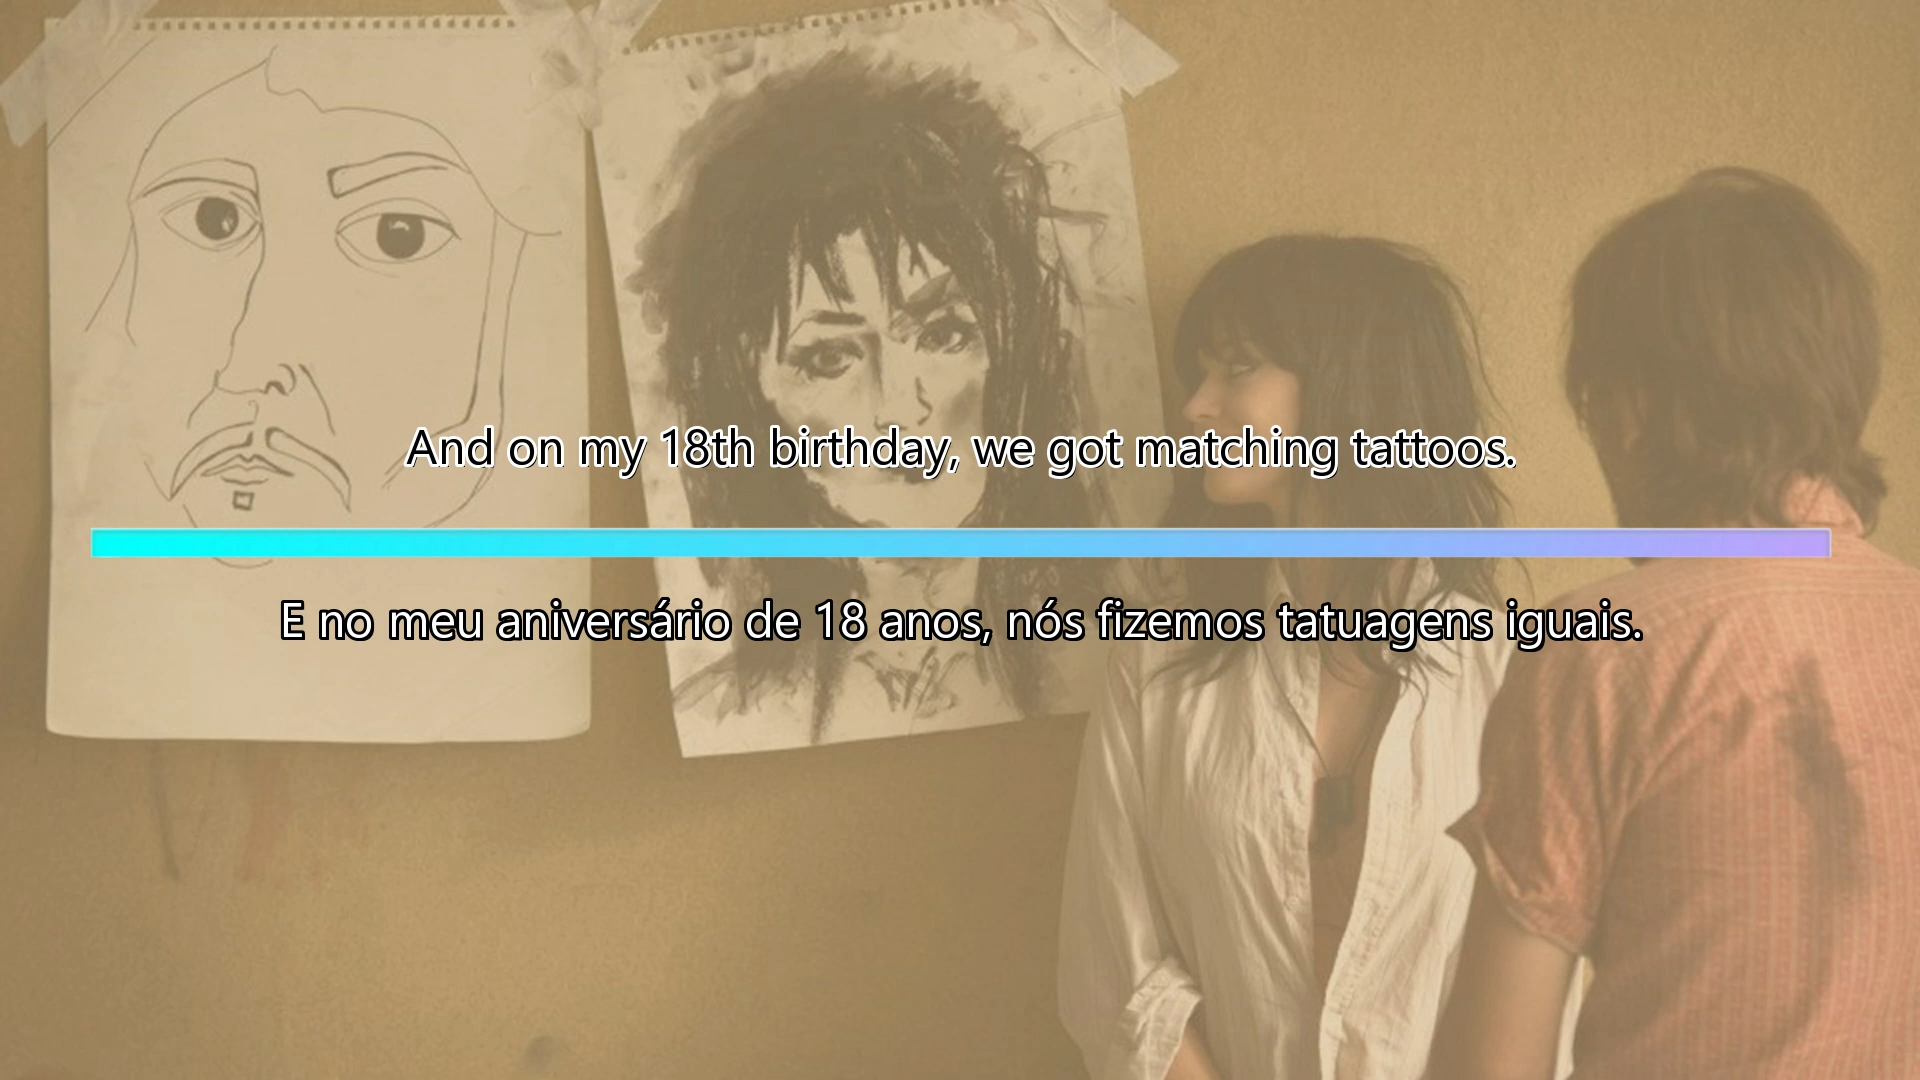 And on my 18th birthday, we got matching tattoos.
E no meu aniversário de 18 anos, nós fizemos tatuagens iguais.